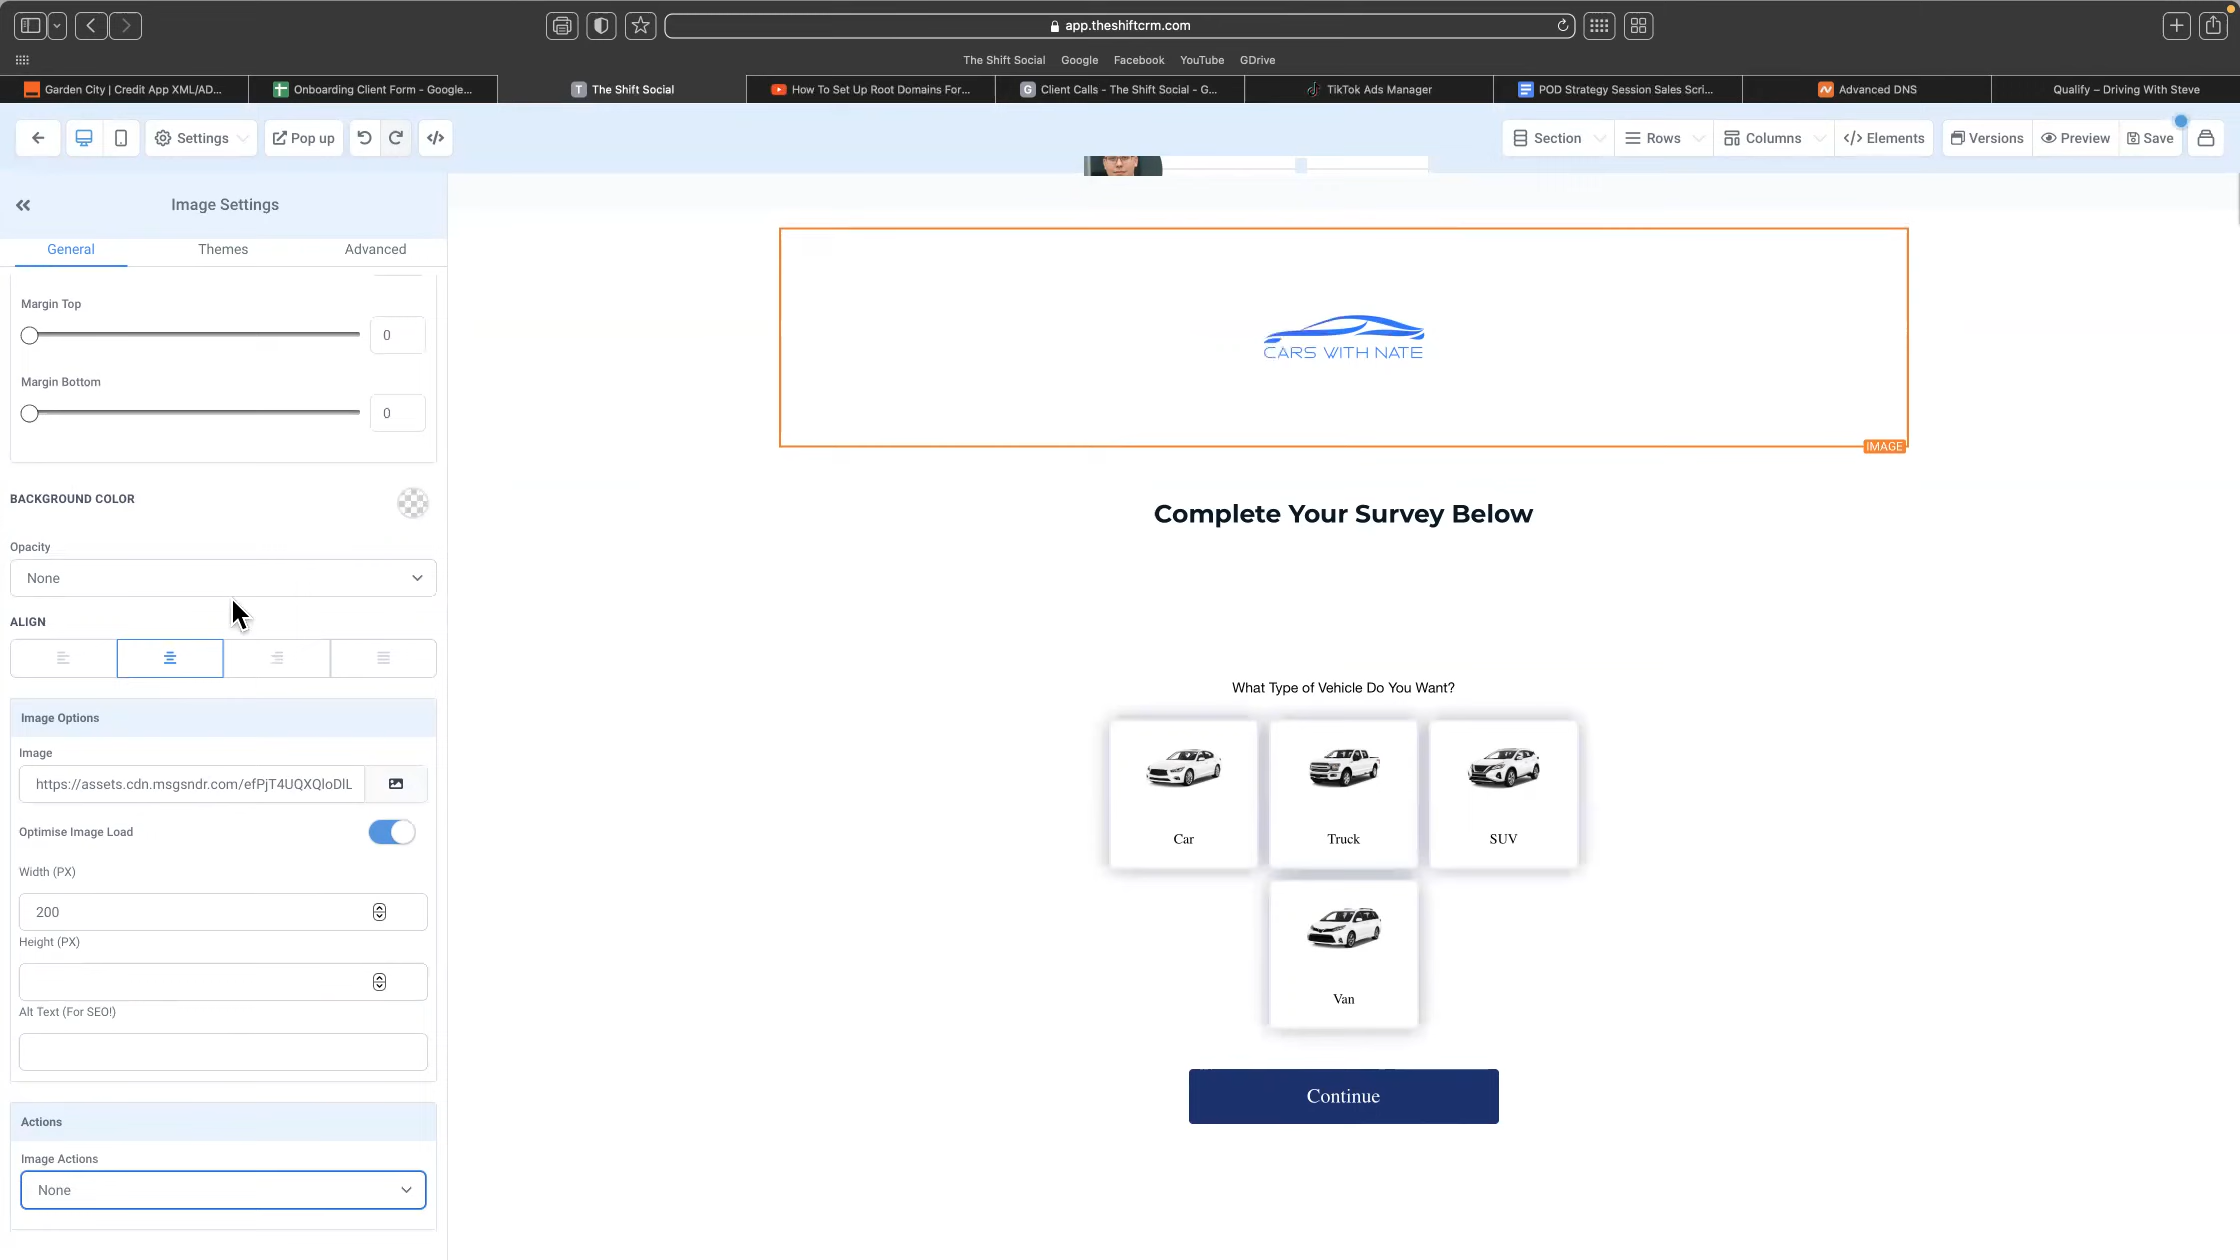 app.theshiftcrm.com
The Shift Social Google Facebook YouTube GDrive
Garden City | Credit App XML/AD...
Onboarding Client Form - Google...
The Shift Social
How To Set Up Root Domains For...
Client Calls - The Shift Social - G...
TikTok Ads Manager
POD Strategy Session Sales Scri...
Advanced DNS
Qualify – Driving With Steve
Settings
Pop up
Section
Rows
Columns
Elements
Versions
Preview
Save
Image Settings
General Themes Advanced
Margin Top
0
Margin Bottom
0
BACKGROUND COLOR
Opacity
None
ALIGN
Image Options
Image
https://assets.cdn.msgsndr.com/efPjT4UQXQloDlL
Optimise Image Load
Width (PX)
200
Height (PX)
Alt Text (For SEO!)
Actions
Image Actions
None
CARS WITH NATE
IMAGE
Complete Your Survey Below
What Type of Vehicle Do You Want?
Car
Truck
SUV
Van
Continue